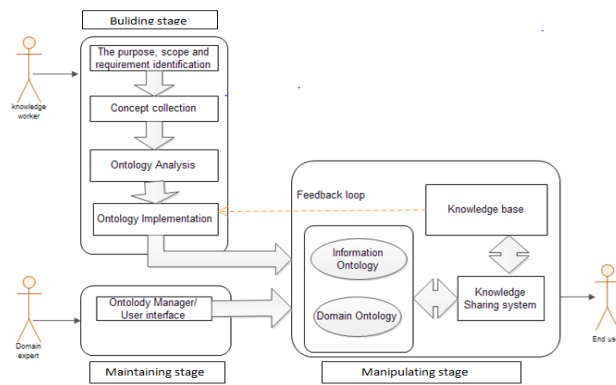 Buliding stage
The purpose, scope and
requirement identification
knowledge
worker
Concept collection
Ontology Analysis
Ontology Implementation
Feedback loop
Knowledge base
Information
Ontology
Domain Ontology
Knowledge
Sharing system
End use
Ontolody Manager/
User interface
Domain
expert
Maintaining stage
Manipulating stage